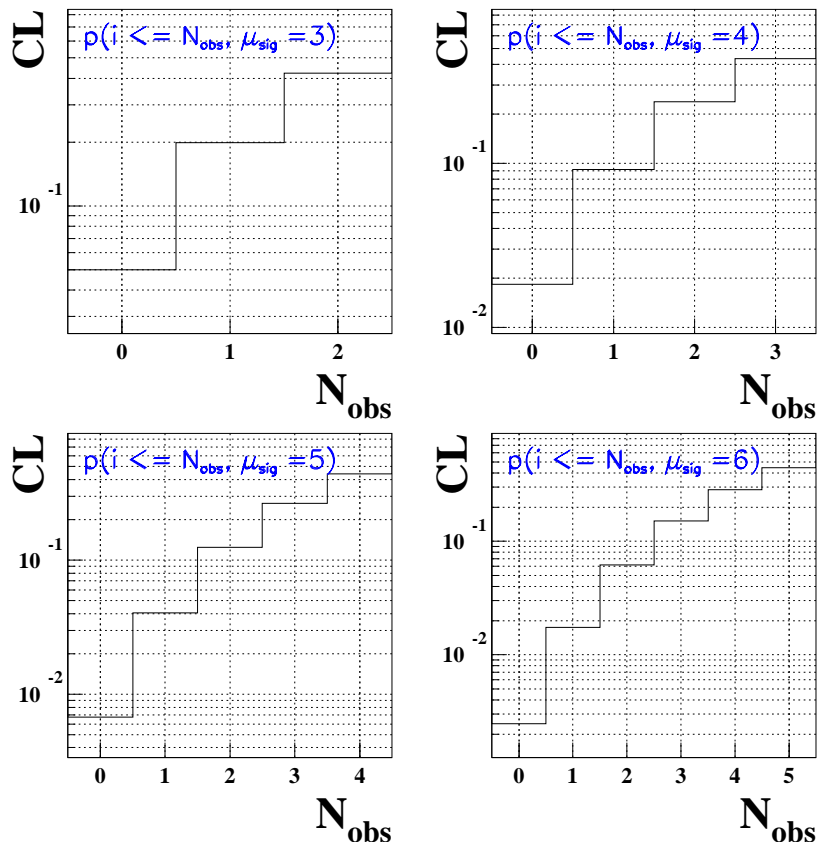 CL
p(i <= N_obs, μ_sig =3)
10^-1
0 1 2
N_obs
CL
p(i <= N_obs, μ_sig =4)
10^-1
10^-2
0 1 2 3
N_obs
CL
p(i <= N_obs, μ_sig =5)
10^-1
10^-2
0 1 2 3 4
N_obs
CL
p(i <= N_obs, μ_sig =6)
10^-1
10^-2
0 1 2 3 4 5
N_obs